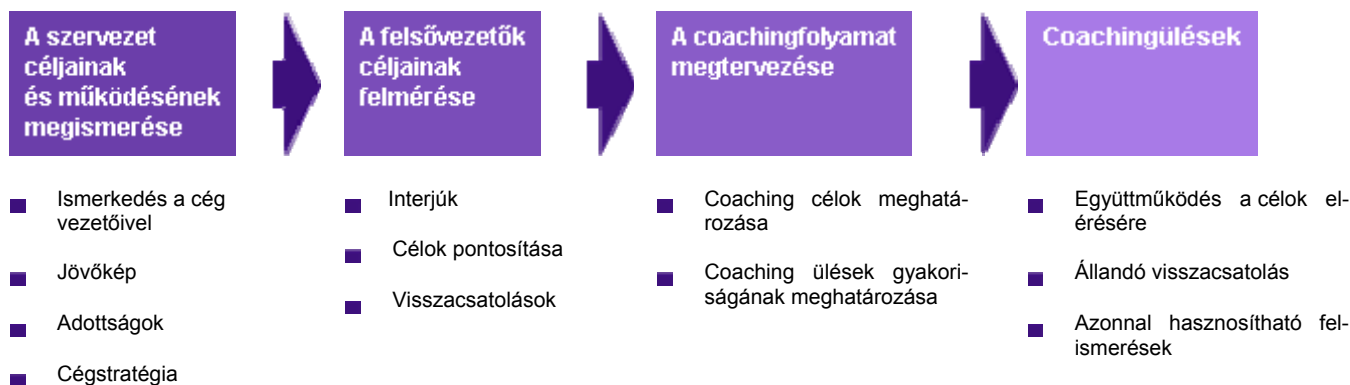 A szervezet
céljainak
és működésének
megismerése
A felsővezetők
céljainak
felmérése
A coachingfolyamat
megtervezése
Coachingülések
Ismerkedés a cég
vezetőivel
Jövőkép
Adottságok
Cégstratégia
Interjúk
Célok pontosítása
Visszacsatolások
Coaching célok meghatá-
rozása
Coaching ülések gyakori-
ságának meghatározása
Együttműködés a célok el-
érésére
Állandó visszacsatolás
Azonnal hasznosítható fel-
ismerések